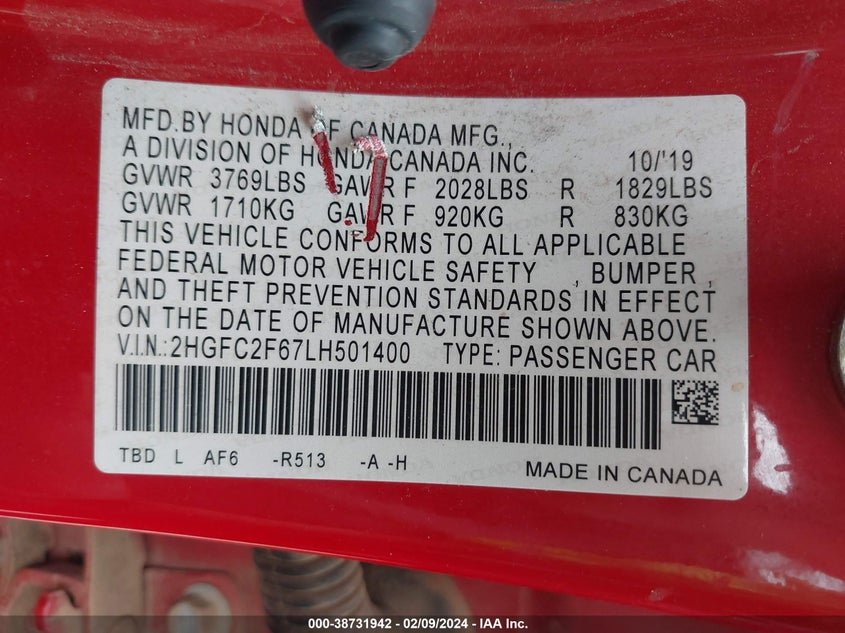 MFD.BY HONDA OF CANADA MFG.,
A DIVISION OF HONDA CANADA INC. 10/'19
GVWR 3769LBS GAWR F 2028LBS R 1829LBS
GVWR 1710KG GAWR F 920KG R 830KG
THIS VEHICLE CONFORMS TO ALL APPLICABLE
FEDERAL MOTOR VEHICLE SAFETY , BUMPER ,
AND THEFT PREVENTION STANDARDS IN EFFECT
ON THE DATE OF MANUFACTURE SHOWN ABOVE.
V.I.N.:2HGFC2F67LH501400 TYPE: PASSENGER CAR
TBD L AF6 -R513 -A -H
MADE IN CANADA
000-38731942 - 02/09/2024 - IAA Inc.